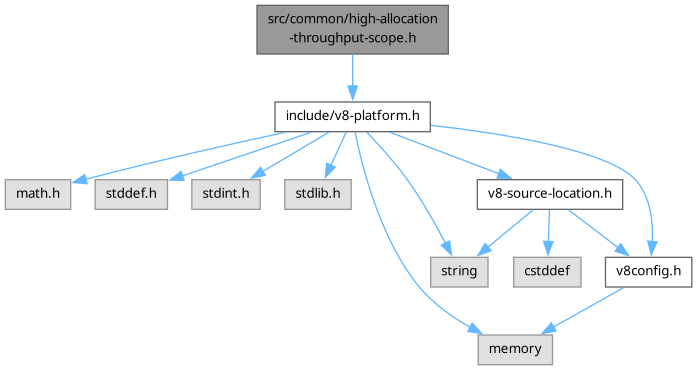 src/common/high-allocation
-throughput-scope.h
include/v8-platform.h
math.h
stddef.h
stdint.h
stdlib.h
v8-source-location.h
string
cstddef
v8config.h
memory